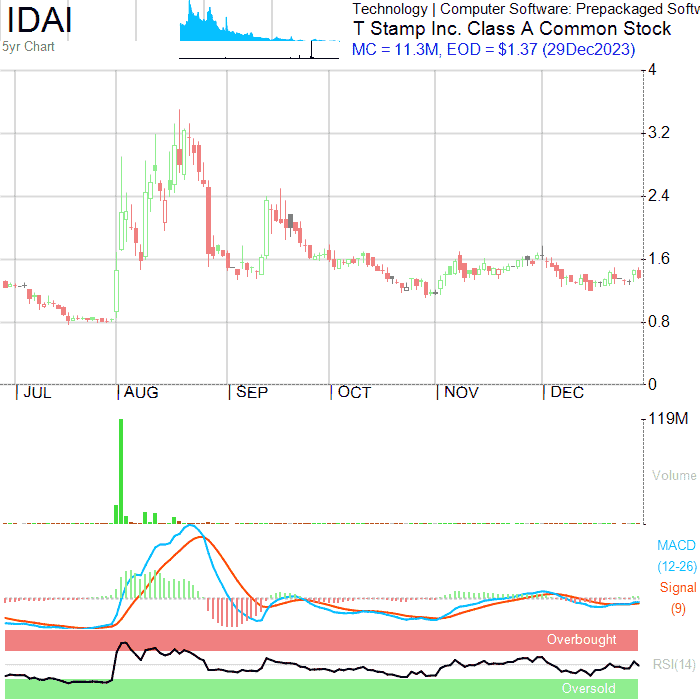 IDAI
5yr Chart
Technology | Computer Software: Prepackaged Softw
T Stamp Inc. Class A Common Stock
MC = 11.3M, EOD = $1.37 (29Dec2023)
4
3.2
2.4
1.6
0.8
0
JUL AUG SEP OCT NOV DEC
119M
Volume
MACD
(12-26)
Signal
(9)
Overbought
RSI(14)
Oversold